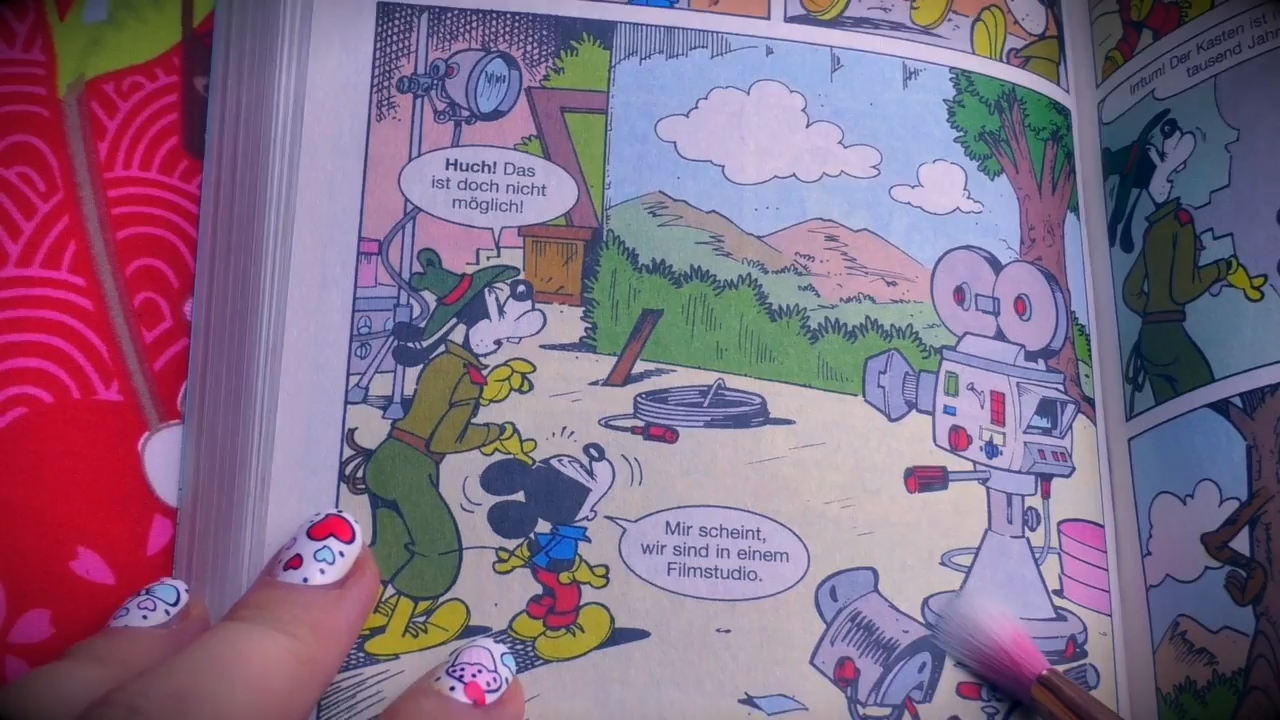 Huch! Das
ist doch nicht
möglich!
Mir scheint,
wir sind in einem
Filmstudio.
Irrtum! Der Kasten ist
tausend Jahr